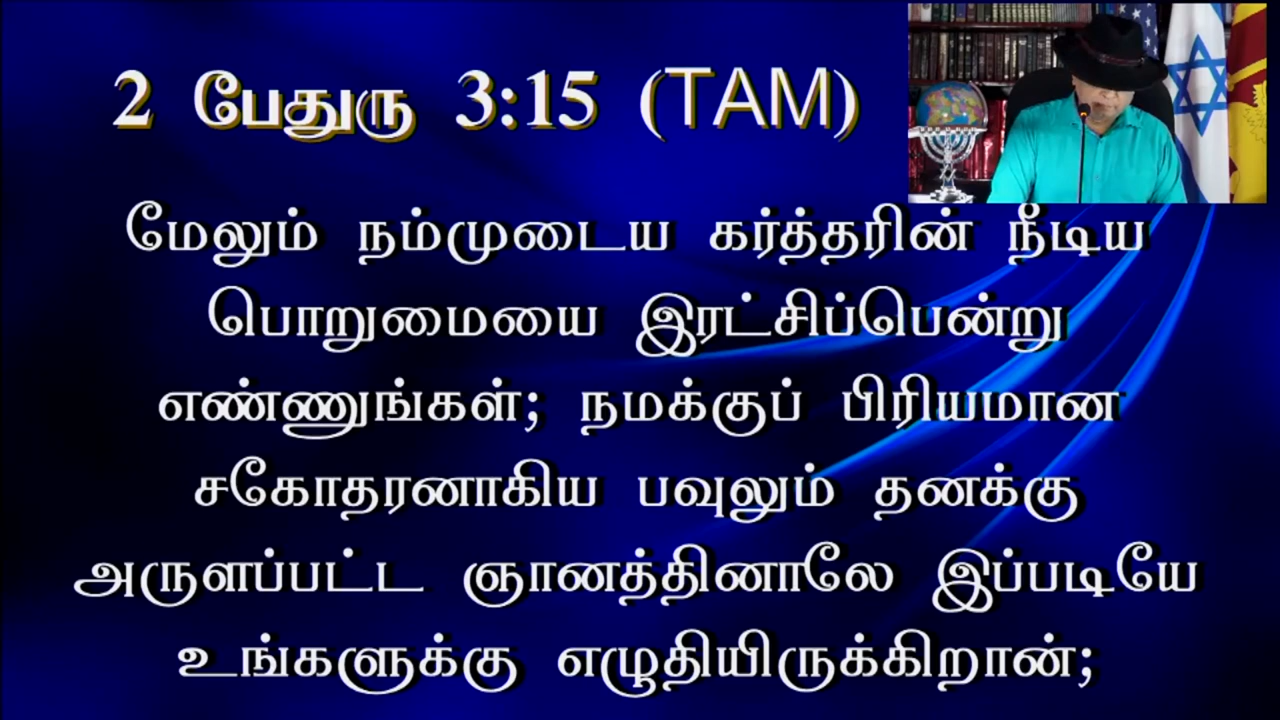 2 பேதுரு 3:15 (TAM)
மேலும் நம்முடைய கர்த்தரின் நீடிய
பொறுமையை இரட்சிப்பென்று
எண்ணுங்கள்; நமக்குப் பிரியமான
சகோதரனாகிய பவுலும் தனக்கு
அருளப்பட்ட ஞானத்தினாலே இப்படியே
உங்களுக்கு எழுதியிருக்கிறான்;